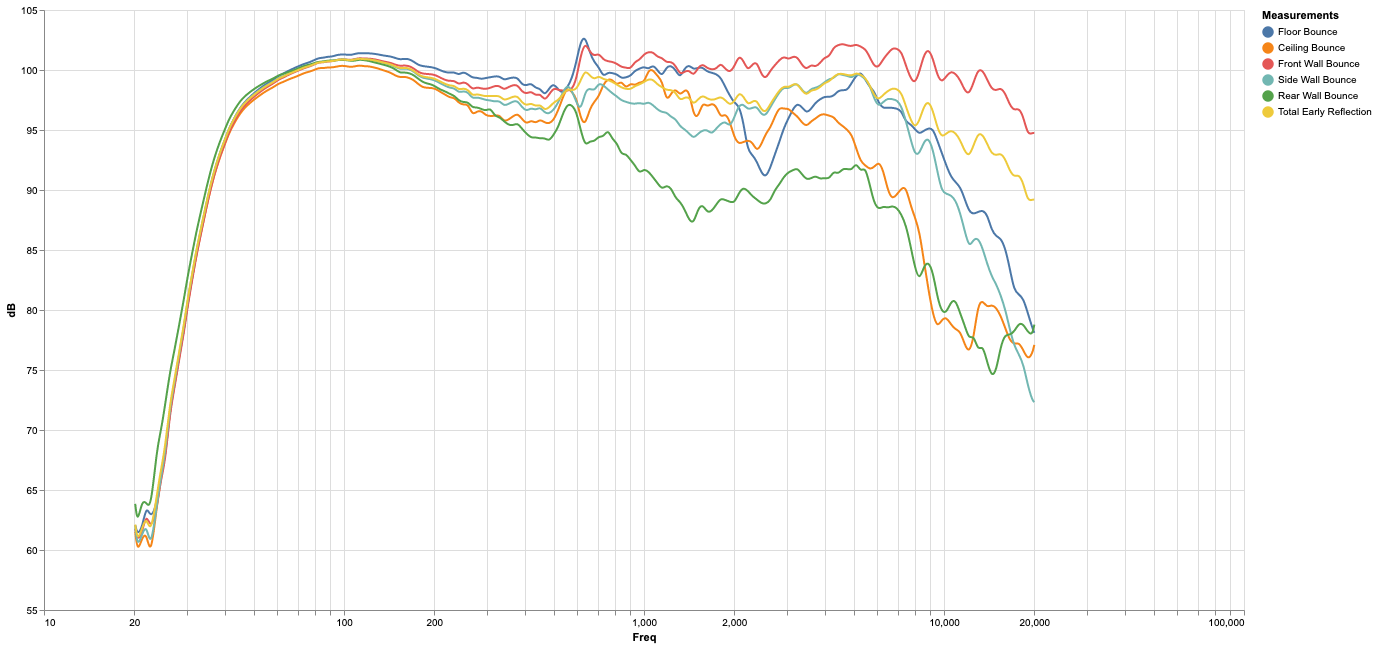 105
100
95
90
85
80
75
70
65
60
55
dB
10
20
100
200
1,000
2,000
10,000
20,000
100,000
Freq
Measurements
Floor Bounce
Ceiling Bounce
Front Wall Bounce
Side Wall Bounce
Rear Wall Bounce
Total Early Reflection